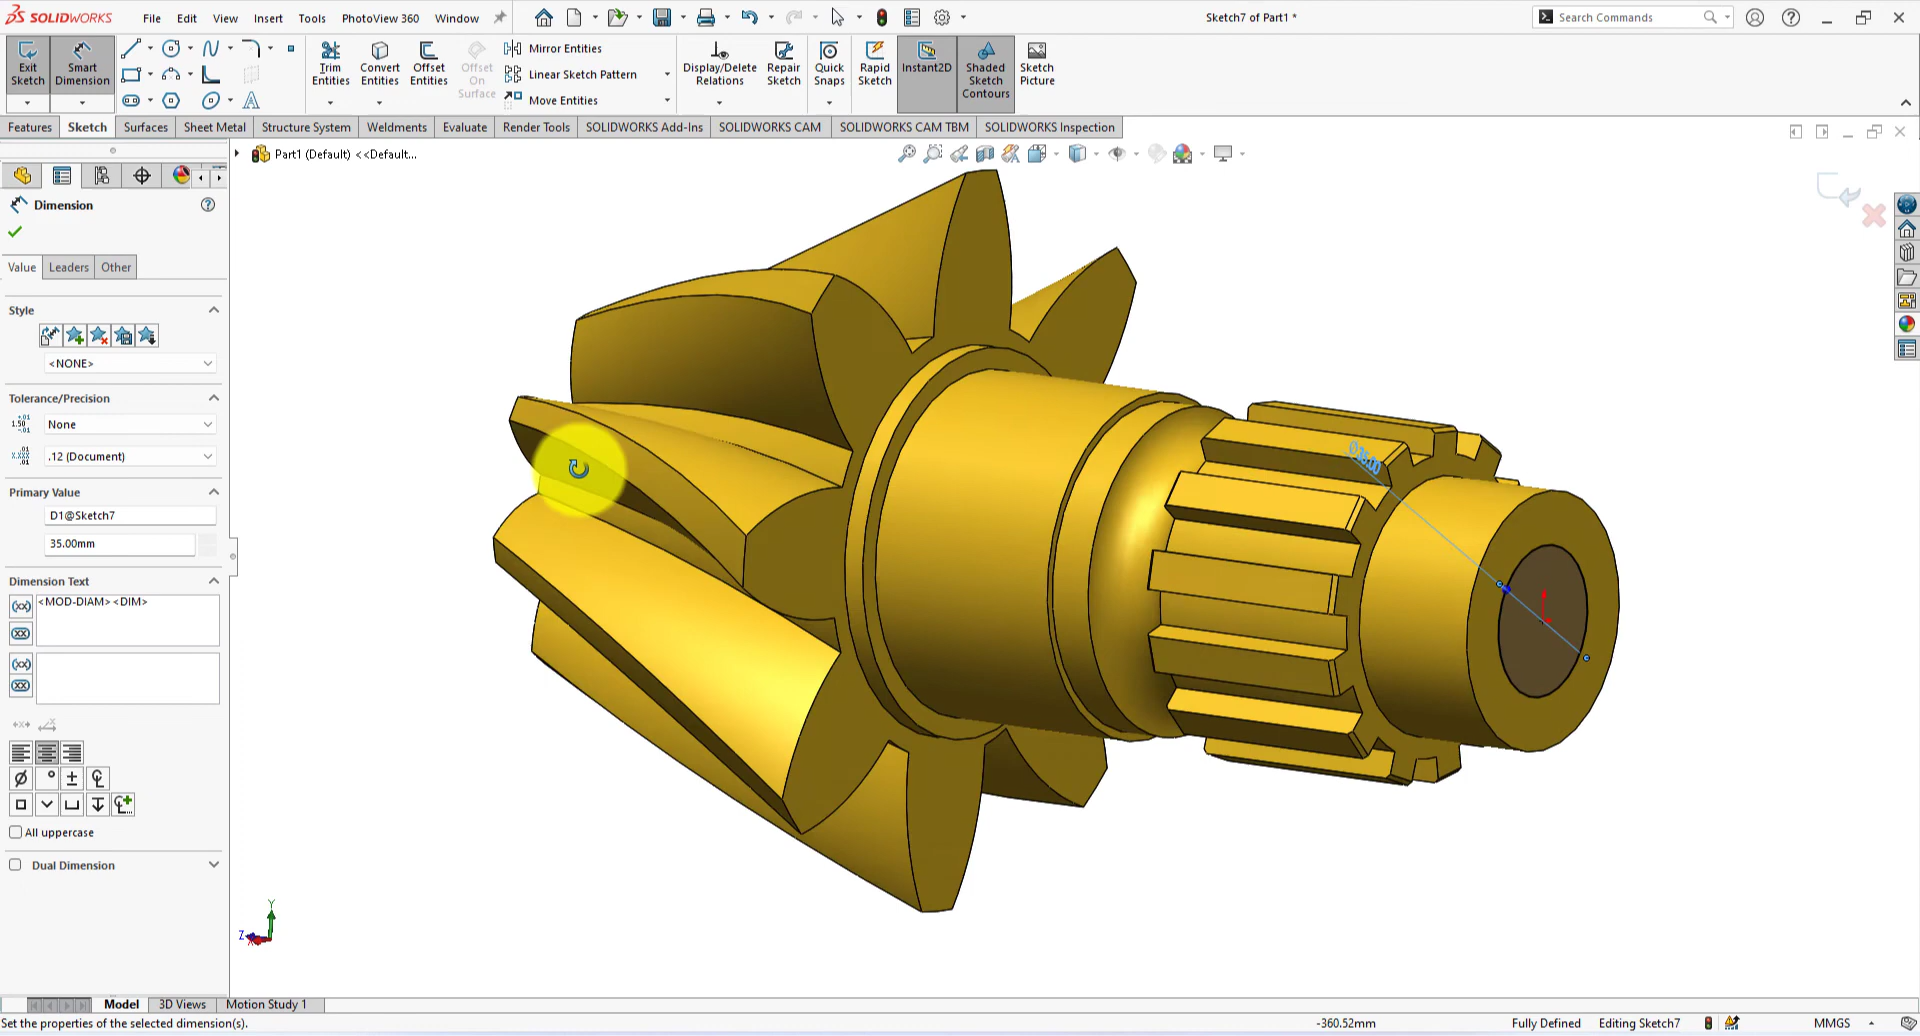 SOLIDWORKS
File Edit View Insert Tools PhotoView 360 Window
Sketch7 of Part1 *
Search Commands
Exit Sketch
Smart Dimension
Trim Entities
Convert Entities
Offset Entities
Offset On Surface
Mirror Entities
Linear Sketch Pattern
Move Entities
Display/Delete Relations
Repair Sketch
Quick Snaps
Rapid Sketch
Instant2D
Shaded Sketch Contours
Sketch Picture
Features Sketch Surfaces Sheet Metal Structure System Weldments Evaluate Render Tools SOLIDWORKS Add-Ins SOLIDWORKS CAM SOLIDWORKS CAM TBM SOLIDWORKS Inspection
Part1 (Default) <<Default...
Dimension
Value Leaders Other
Style
<NONE>
Tolerance/Precision
None
.12 (Document)
Primary Value
D1@Sketch7
35.00mm
Dimension Text
<MOD-DIAM><DIM>
All uppercase
Dual Dimension
Y
Z
Model 3D Views Motion Study 1
Set the properties of the selected dimension(s).
-360.52mm
Fully Defined
Editing Sketch7
MMGS